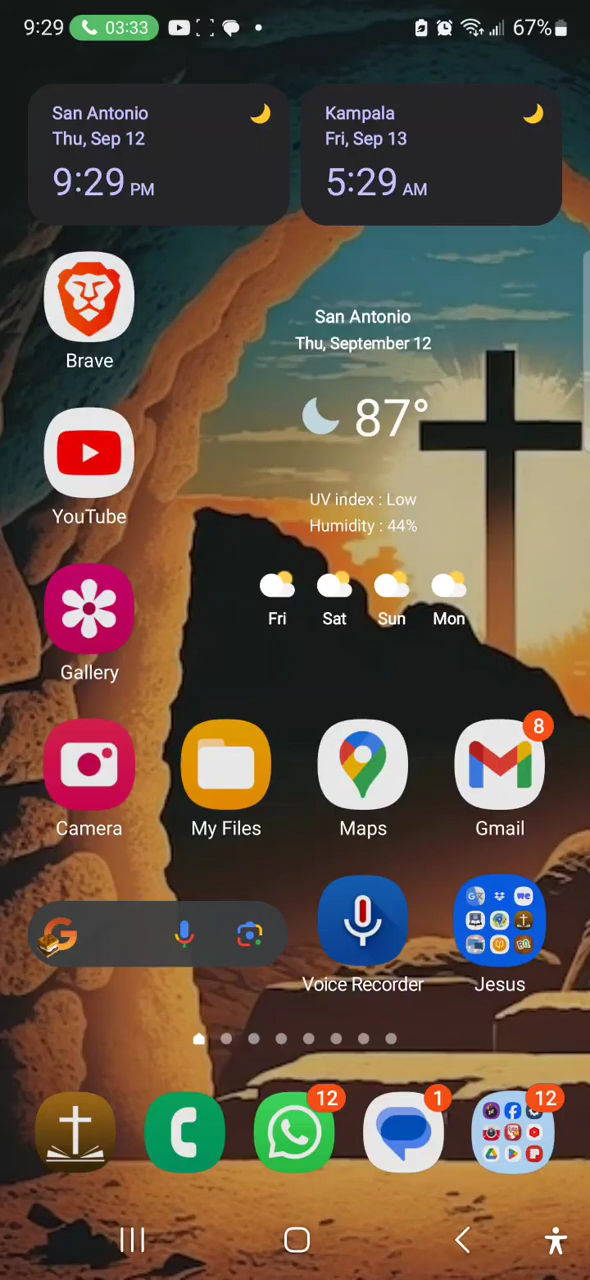 9:29 03:33 67%
San Antonio
Thu, Sep 12
9:29 PM
Kampala
Fri, Sep 13
5:29 AM
San Antonio
Thu, September 12
87°
UV index : Low
Humidity : 44%
Fri Sat Sun Mon
Brave
YouTube
Gallery
8
Camera My Files Maps Gmail
G
we
Voice Recorder Jesus
12 1 12